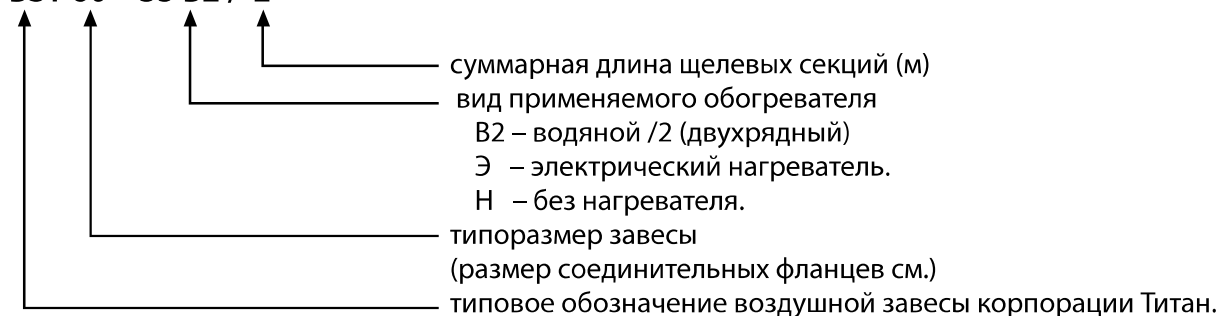 суммарная длина щелевых секций (м)
вид применяемого обогревателя
В2 – водяной /2 (двухрядный)
Э – электрический нагреватель.
Н – без нагревателя.
типоразмер завесы
(размер соединительных фланцев см.)
типовое обозначение воздушной завесы корпорации Титан.